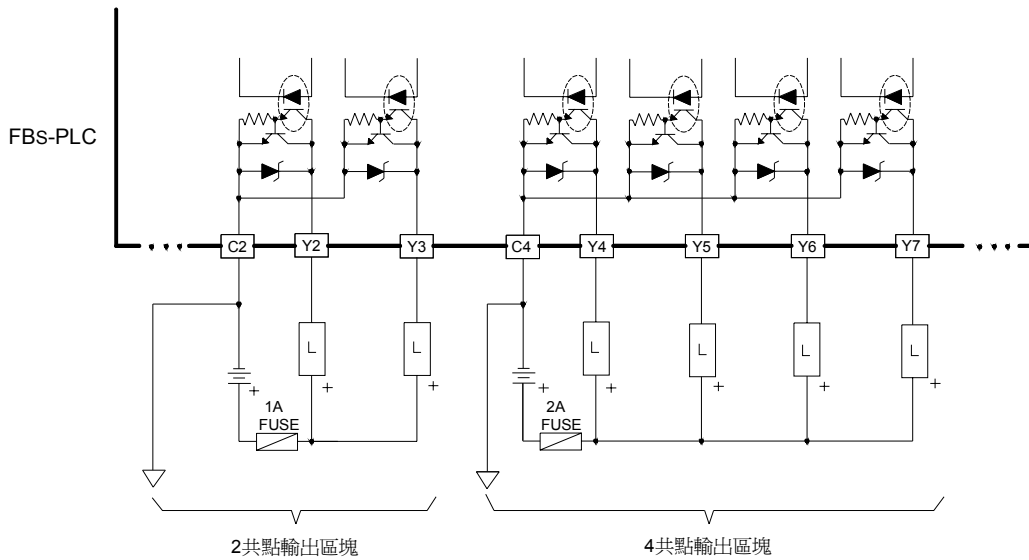 FBs-PLC
C2 Y2 Y3 C4 Y4 Y5 Y6 Y7
L L L L L L
+ + + + + + + +
1A
FUSE
2A
FUSE
2共點輸出區塊
4共點輸出區塊